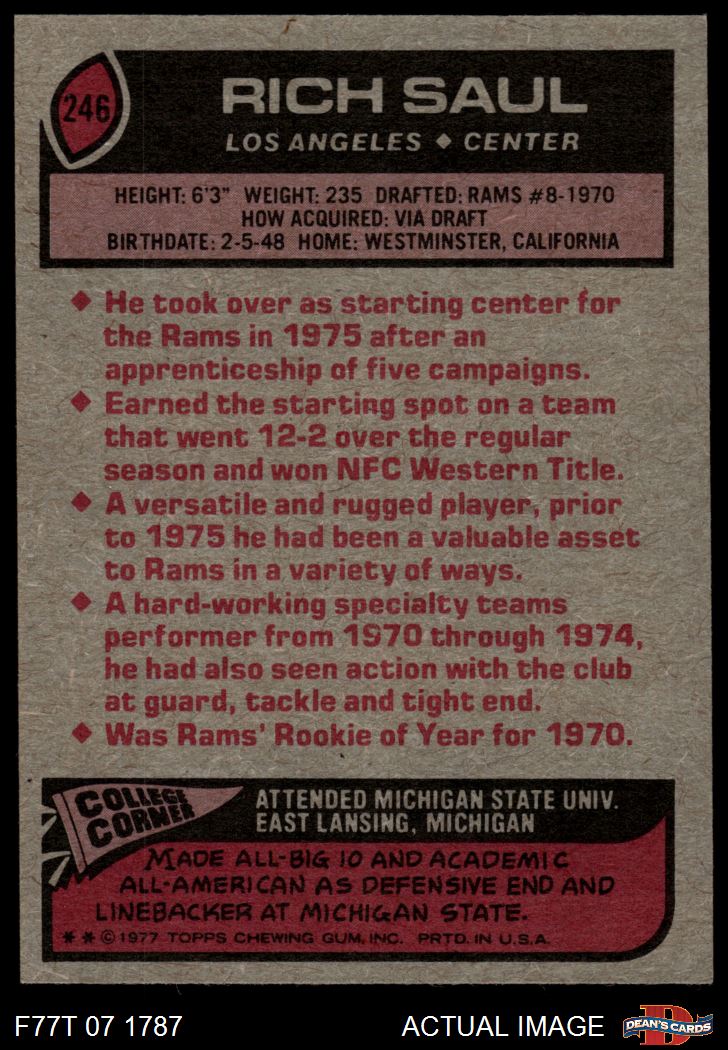 246
RICH SAUL
LOS ANGELES ◆ CENTER
HEIGHT: 6'3" WEIGHT: 235 DRAFTED: RAMS #8-1970
HOW ACQUIRED: VIA DRAFT
BIRTHDATE: 2-5-48 HOME: WESTMINSTER, CALIFORNIA
◆ He took over as starting center for
the Rams in 1975 after an
apprenticeship of five campaigns.
◆ Earned the starting spot on a team
that went 12-2 over the regular
season and won NFC Western Title.
◆ A versatile and rugged player, prior
to 1975 he had been a valuable asset
to Rams in a variety of ways.
◆ A hard-working specialty teams
performer from 1970 through 1974,
he had also seen action with the club
at guard, tackle and tight end.
◆ Was Rams' Rookie of Year for 1970.
COLLEGE
CORNER
ATTENDED MICHIGAN STATE UNIV.
EAST LANSING, MICHIGAN
MADE ALL-BIG 10 AND ACADEMIC
ALL-AMERICAN AS DEFENSIVE END AND
LINEBACKER AT MICHIGAN STATE.
* * © 1977 TOPPS CHEWING GUM, INC. PRTD. IN U.S.A.
F77T 07 1787
ACTUAL IMAGE
D
DEAN'S CARDS